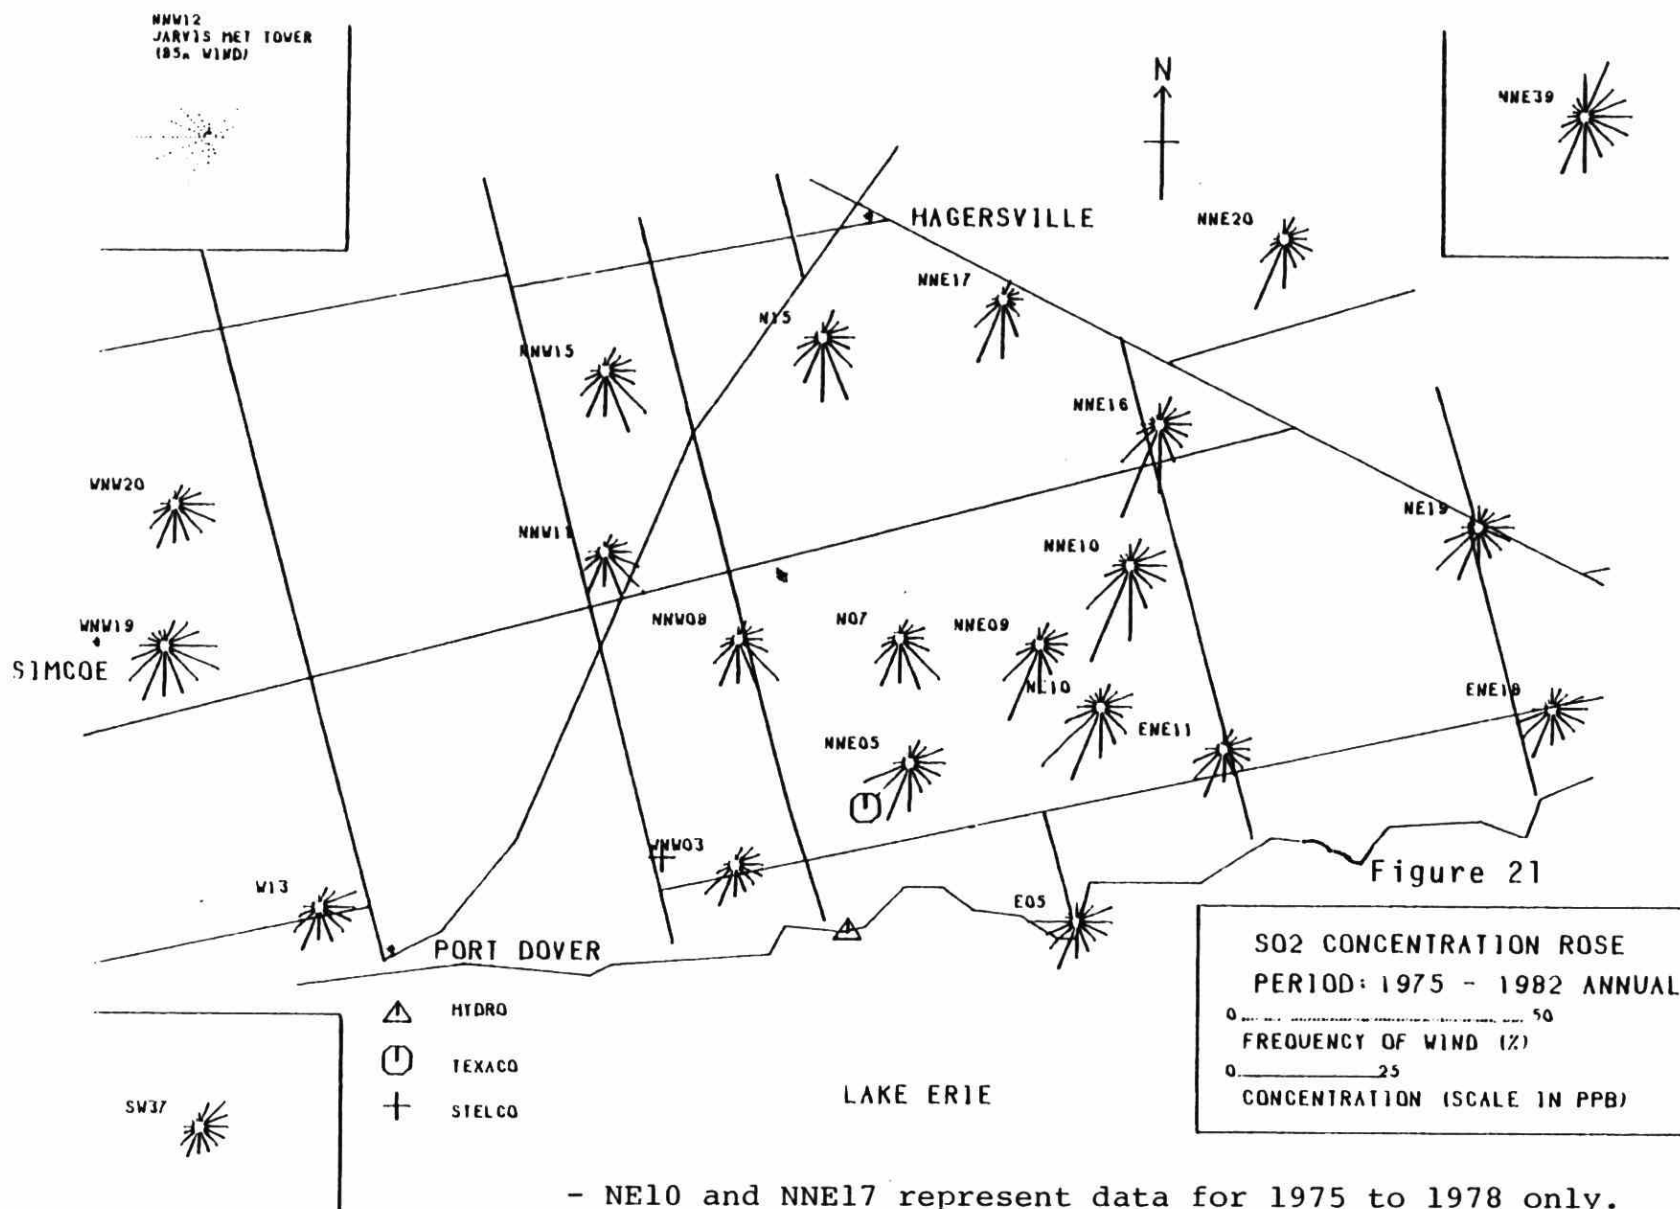 NNW12
JARVIS MET TOWER
(85m WIND)
N
NNE39
HAGERSVILLE
NNE20
NNE17
N15
NNW15
NNE16
WNW20
NE19
NNW11
NNE10
WNW19
SIMCOE
NNW08
N07
NNE09
NE10
ENE18
NNE05
ENE11
WNW03
W13
E05
PORT DOVER
HYDRO
TEXACO
STELCO
SW37
LAKE ERIE
Figure 21
SO2 CONCENTRATION ROSE
PERIOD: 1975 - 1982 ANNUAL
0 50
FREQUENCY OF WIND (%)
0 25
CONCENTRATION (SCALE IN PPB)
- NE10 and NNE17 represent data for 1975 to 1978 only.